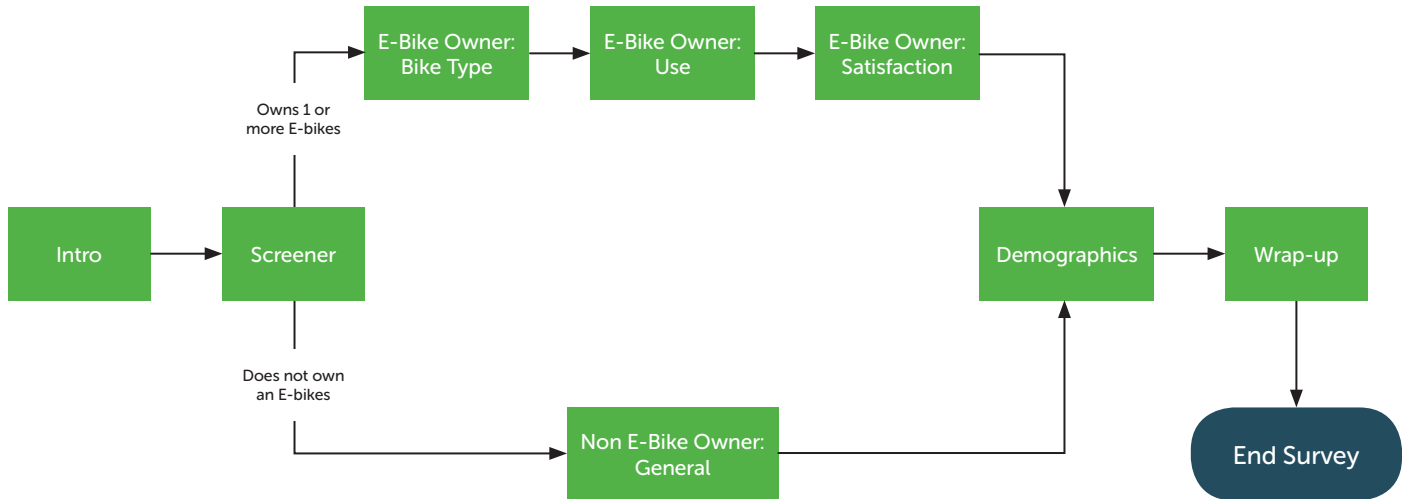 E-Bike Owner:
Bike Type
E-Bike Owner:
Use
E-Bike Owner:
Satisfaction
Owns 1 or
more E-bikes
Intro
Screener
Demographics
Wrap-up
Does not own
an E-bikes
Non E-Bike Owner:
General
End Survey